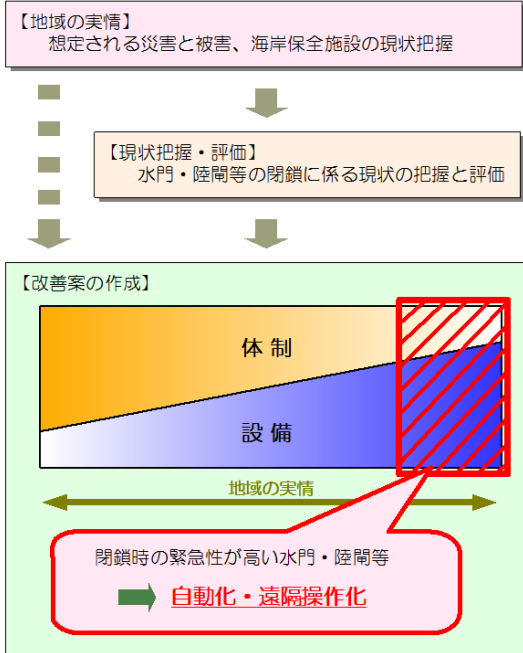 【地域の実情】
想定される災害と被害、海岸保全施設の現状把握
【現状把握・評価】
水門・陸閘等の閉鎖に係る現状の把握と評価
【改善案の作成】
体 制
設 備
地域の実情
閉鎖時の緊急性が高い水門・陸閘等
自動化・遠隔操作化